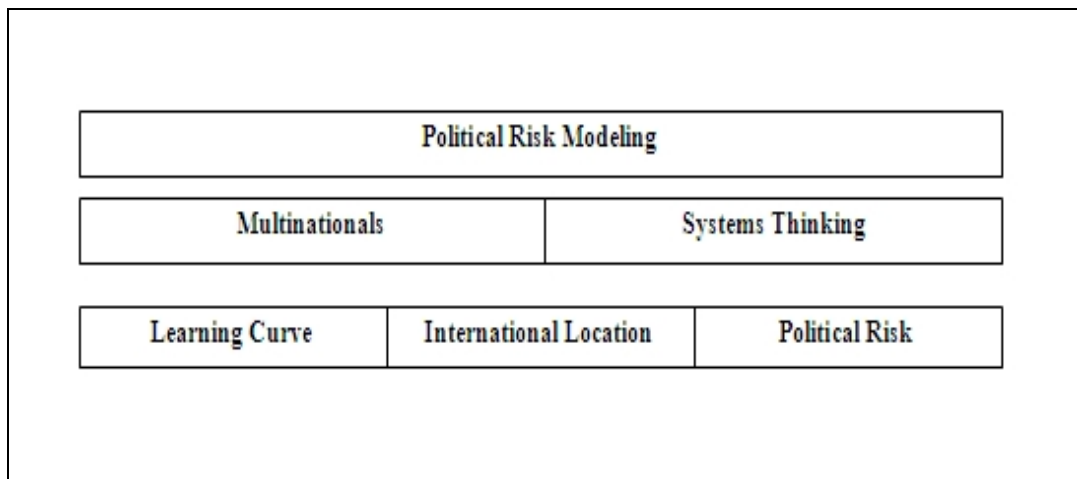 Political Risk Modeling
Multinationals
Systems Thinking
Learning Curve
International Location
Political Risk